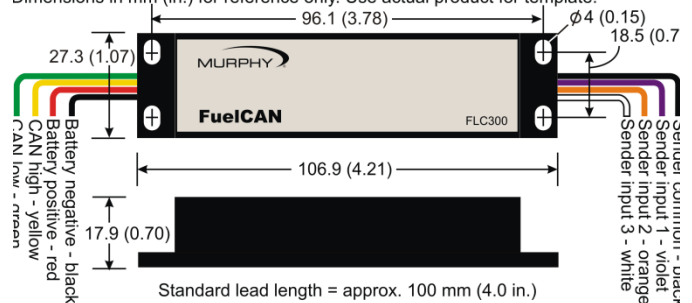 Dimensions in mm (in.) for reference only. Use actual product for template.
96.1 (3.78)
ϕ4 (0.15)
18.5 (0.7
27.3 (1.07)
MURPHY
FuelCAN
FLC300
CAN low - green
CAN high - yellow
Battery positive - red
Battery negative - black
Sender input 3 - white
Sender input 2 - orange
Sender input 1 - violet
Sender common - black
106.9 (4.21)
17.9 (0.70)
Standard lead length = approx. 100 mm (4.0 in.)